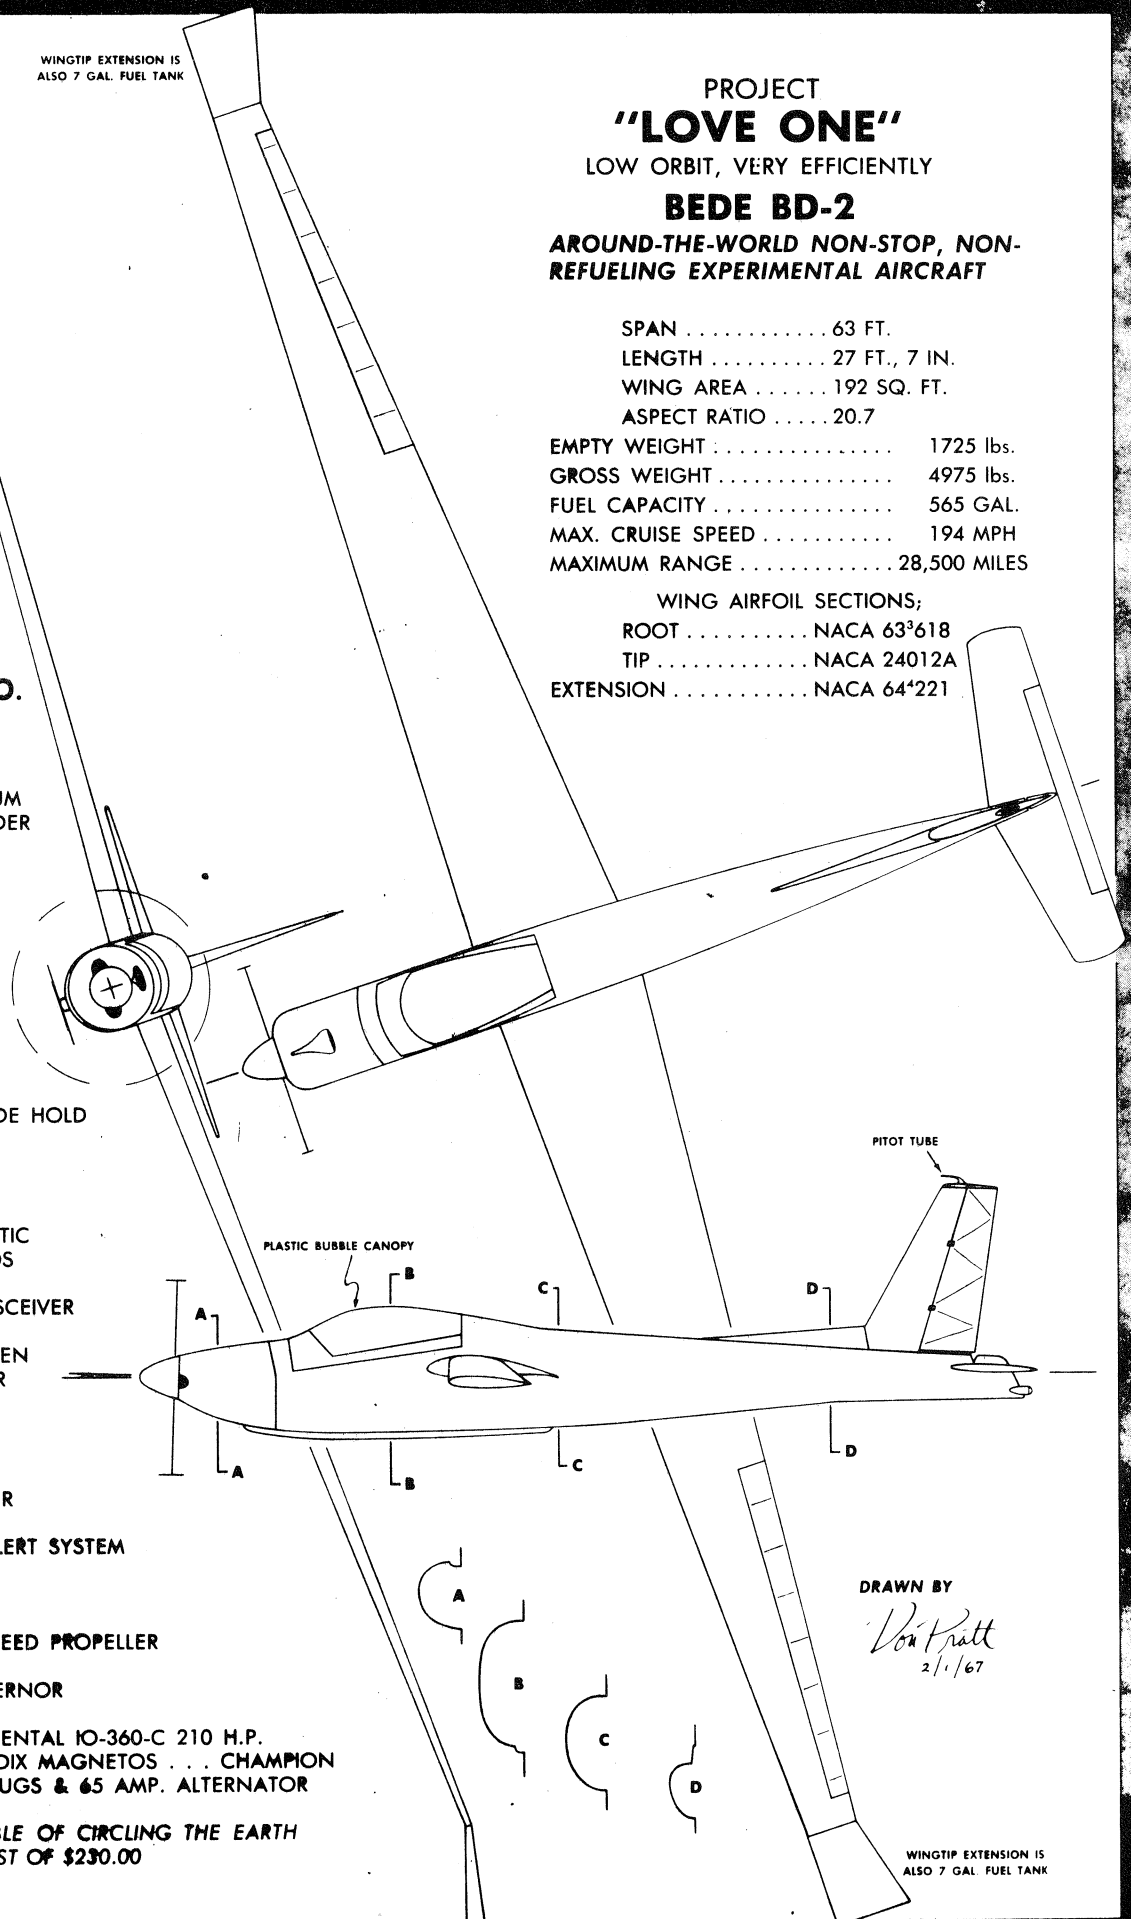 WINGTIP EXTENSION IS
ALSO 7 GAL. FUEL TANK
PROJECT
"LOVE ONE"
LOW ORBIT, VERY EFFICIENTLY
BEDE BD-2
AROUND-THE-WORLD NON-STOP, NON-
REFUELING EXPERIMENTAL AIRCRAFT
SPAN ............ 63 FT.
LENGTH .......... 27 FT., 7 IN.
WING AREA ...... 192 SQ. FT.
ASPECT RATIO ..... 20.7
EMPTY WEIGHT ............... 1725 lbs.
GROSS WEIGHT ............... 4975 lbs.
FUEL CAPACITY ............... 565 GAL.
MAX. CRUISE SPEED ........... 194 MPH
MAXIMUM RANGE ............. 28,500 MILES
WING AIRFOIL SECTIONS;
ROOT .......... NACA 63³618
TIP ............. NACA 24012A
EXTENSION ........... NACA 64⁴221
O.
UM
DER
DE HOLD
PITOT TUBE
TIC
OS
PLASTIC BUBBLE CANOPY
SCEIVER
EN
R
A
B
C
D
A
B
C
D
R
LERT SYSTEM
A
B
C
D
DRAWN BY
Don Pratt
2/1/67
EED PROPELLER
ERNOR
ENTAL IO-360-C 210 H.P.
DIX MAGNETOS . . . CHAMPION
UGS & 65 AMP. ALTERNATOR
LE OF CIRCLING THE EARTH
ST OF $230.00
WINGTIP EXTENSION IS
ALSO 7 GAL. FUEL TANK